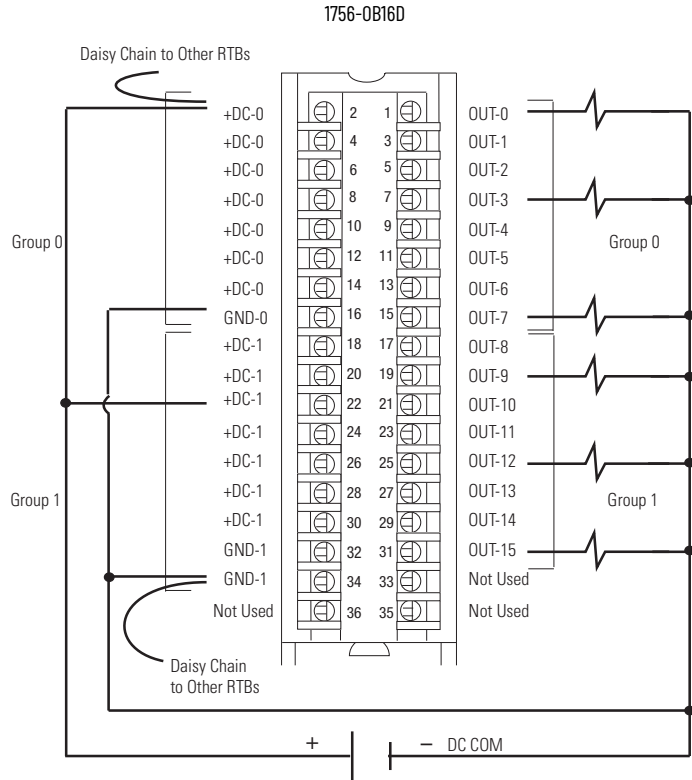 1756-OB16D
Daisy Chain to Other RTBs
+DC-0 2 1 OUT-0
+DC-0 4 3 OUT-1
+DC-0 6 5 OUT-2
+DC-0 8 7 OUT-3
+DC-0 10 9 OUT-4
Group 0 Group 0
+DC-0 12 11 OUT-5
+DC-0 14 13 OUT-6
GND-0 16 15 OUT-7
+DC-1 18 17 OUT-8
+DC-1 20 19 OUT-9
+DC-1 22 21 OUT-10
+DC-1 24 23 OUT-11
+DC-1 26 25 OUT-12
+DC-1 28 27 OUT-13
Group 1 Group 1
+DC-1 30 29 OUT-14
GND-1 32 31 OUT-15
GND-1 34 33 Not Used
Not Used 36 35 Not Used
Daisy Chain
to Other RTBs
+ − DC COM